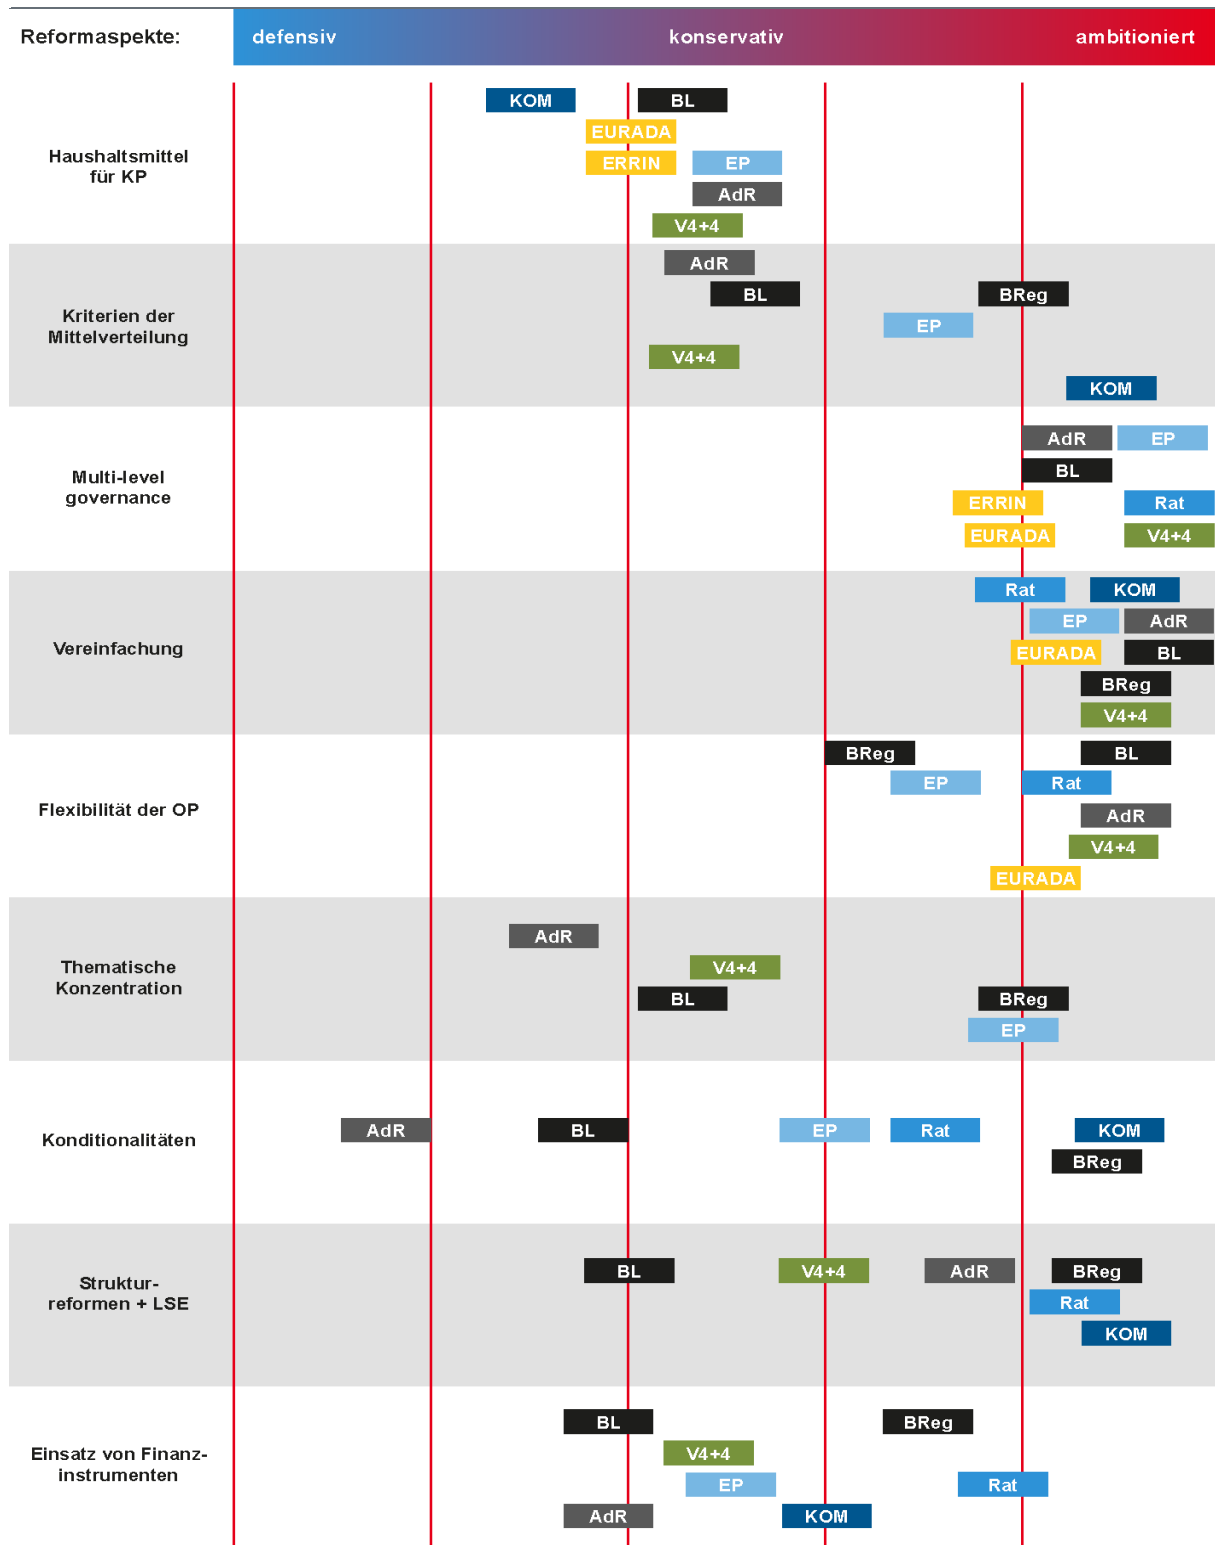 Reformaspekte: defensiv konservativ ambitioniert
Haushaltsmittel
für KP
KOM BL
EURADA
ERRIN EP
AdR
V4+4
Kriterien der
Mittelverteilung
AdR
BL BReg
EP
V4+4
KOM
Multi-level
governance
AdR EP
BL
ERRIN Rat
EURADA V4+4
Vereinfachung
Rat KOM
EP AdR
EURADA BL
BReg
V4+4
Flexibilität der OP
BReg BL
EP Rat
AdR
V4+4
EURADA
Thematische
Konzentration
AdR
V4+4
BL BReg
EP
Konditionalitäten
AdR BL EP Rat KOM
BReg
Struktur-
reformen + LSE
BL V4+4 AdR BReg
Rat
KOM
Einsatz von Finanz-
instrumenten
BL BReg
V4+4
EP Rat
AdR KOM